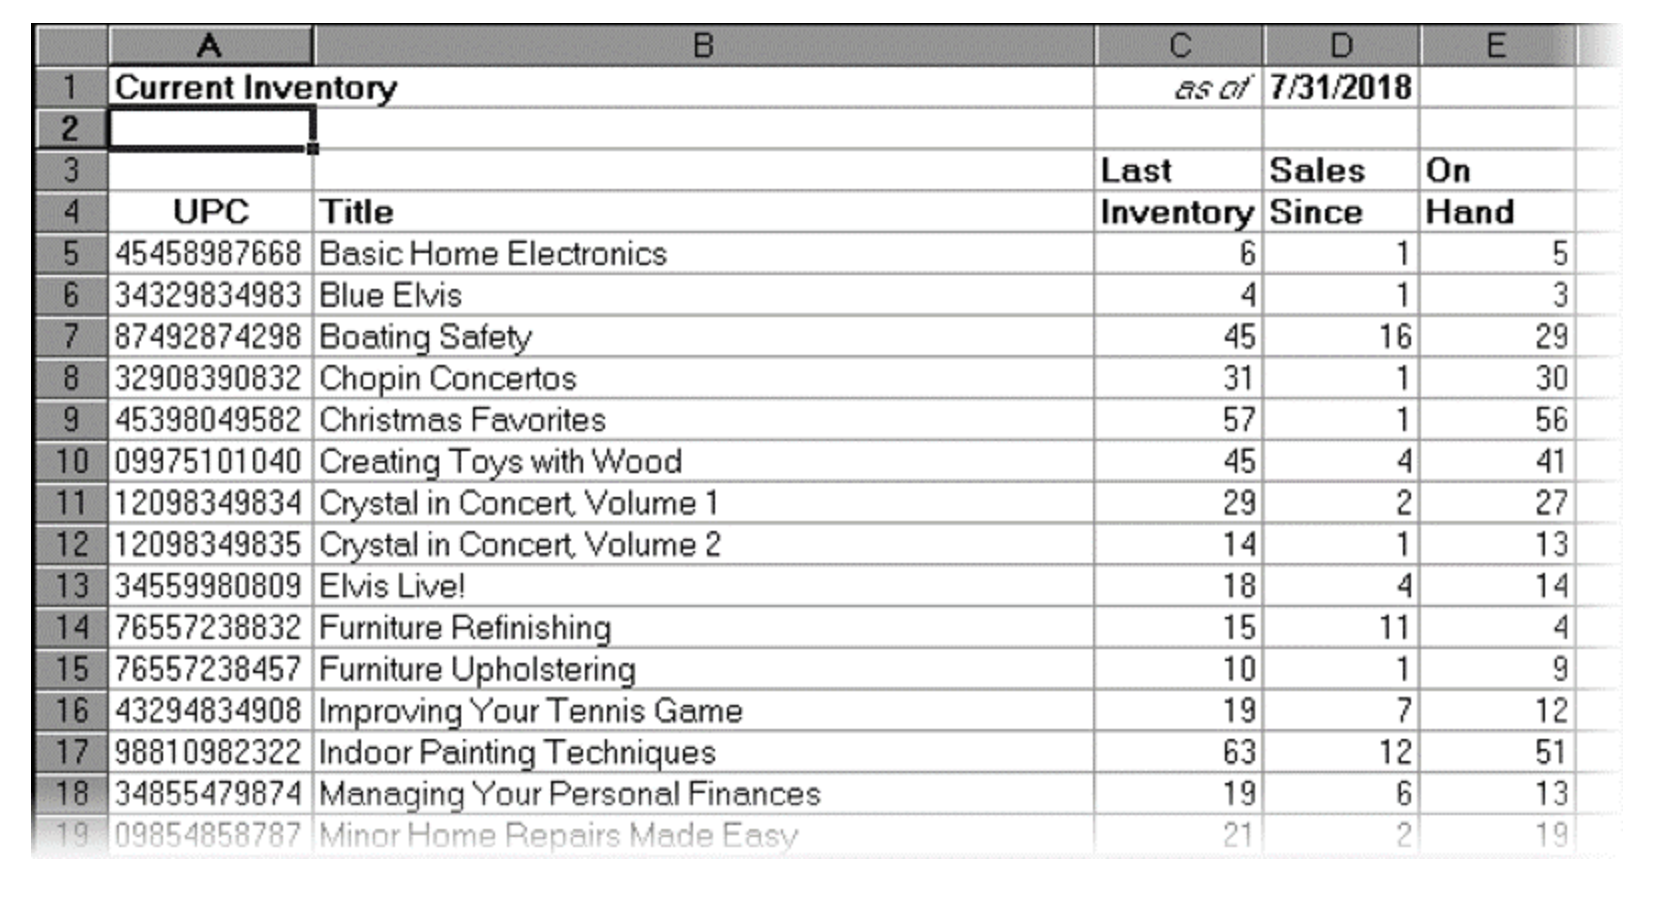 A B C D E
1 Current Inventory as of 7/31/2018
2
3 Last Sales On
4 UPC Title Inventory Since Hand
5 45458987668 Basic Home Electronics 6 1 5
6 34329834983 Blue Elvis 4 1 3
7 87492874298 Boating Safety 45 16 29
8 32908390832 Chopin Concertos 31 1 30
9 45398049582 Christmas Favorites 57 1 56
10 09975101040 Creating Toys with Wood 45 4 41
11 12098349834 Crystal in Concert, Volume 1 29 2 27
12 12098349835 Crystal in Concert, Volume 2 14 1 13
13 34559980809 Elvis Live! 18 4 14
14 76557238832 Furniture Refinishing 15 11 4
15 76557238457 Furniture Upholstering 10 1 9
16 43294834908 Improving Your Tennis Game 19 7 12
17 98810982322 Indoor Painting Techniques 63 12 51
18 34855479874 Managing Your Personal Finances 19 6 13
19 09854858787 Minor Home Repairs Made Easy 21 2 19